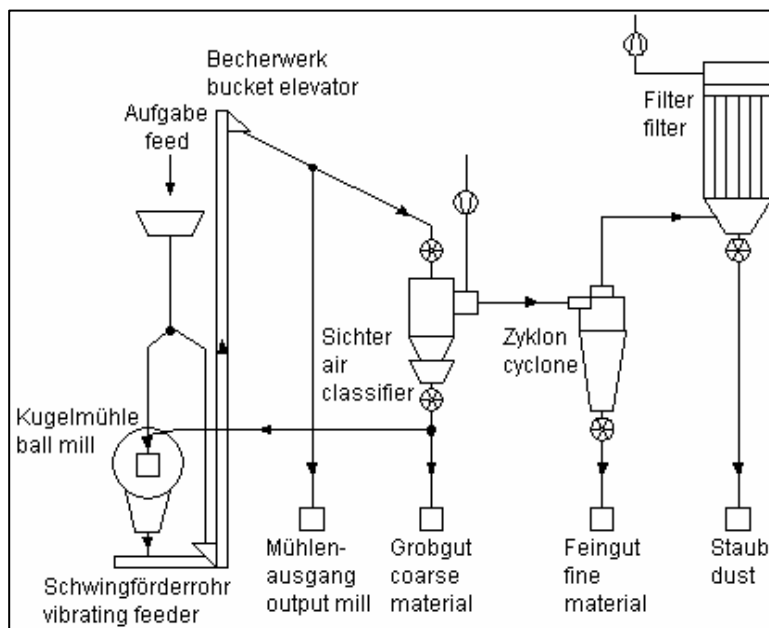 Becherwerk
bucket elevator
Aufgabe
feed
Filter
filter
Sichter
air
classifier
Zyklon
cyclone
Kugelmühle
ball mill
Schwingförderrohr
vibrating feeder
Mühlen-
ausgang
output mill
Grobgut
coarse
material
Feingut
fine
material
Staub
dust